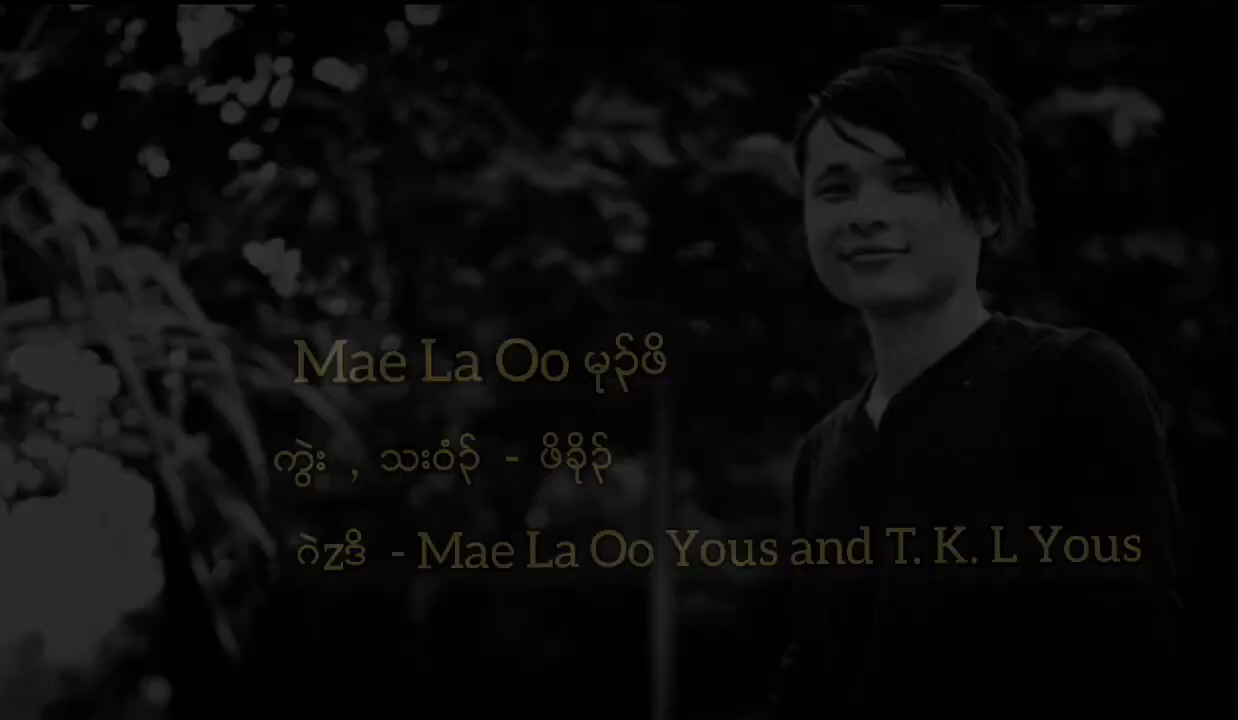 Mae La Oo မုၣ်ဖိ
ကွဲး , သးဝံၣ် - ဖိခိုၣ်
ဂဲzဒိ - Mae La Oo Yous and T. K. L Yous